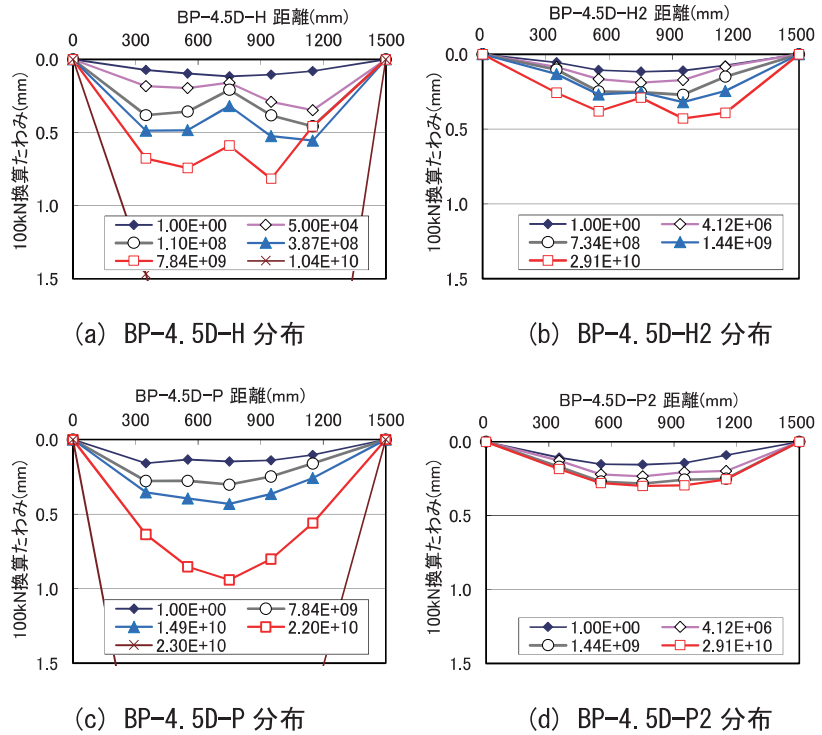 BP-4.5D-H 距離(mm)
0 300 600 900 1200 1500
100kN換算たわみ(mm)
0.0
0.5
1.0
1.5
1.00E+00 5.00E+04
1.10E+08 3.87E+08
7.84E+09 1.04E+10
(a) BP-4.5D-H 分布
BP-4.5D-H2 距離(mm)
0 300 600 900 1200 1500
100kN換算たわみ(mm)
0.0
0.5
1.0
1.5
1.00E+00 4.12E+06
7.34E+08 1.44E+09
2.91E+10
(b) BP-4.5D-H2 分布
BP-4.5D-P 距離(mm)
0 300 600 900 1200 1500
100kN換算たわみ(mm)
0.0
0.5
1.0
1.5
1.00E+00 7.84E+09
1.49E+10 2.20E+10
2.30E+10
(c) BP-4.5D-P 分布
BP-4.5D-P2 距離(mm)
0 300 600 900 1200 1500
100kN換算たわみ(mm)
0.0
0.5
1.0
1.5
1.00E+00 4.12E+06
1.44E+09 2.91E+10
(d) BP-4.5D-P2 分布